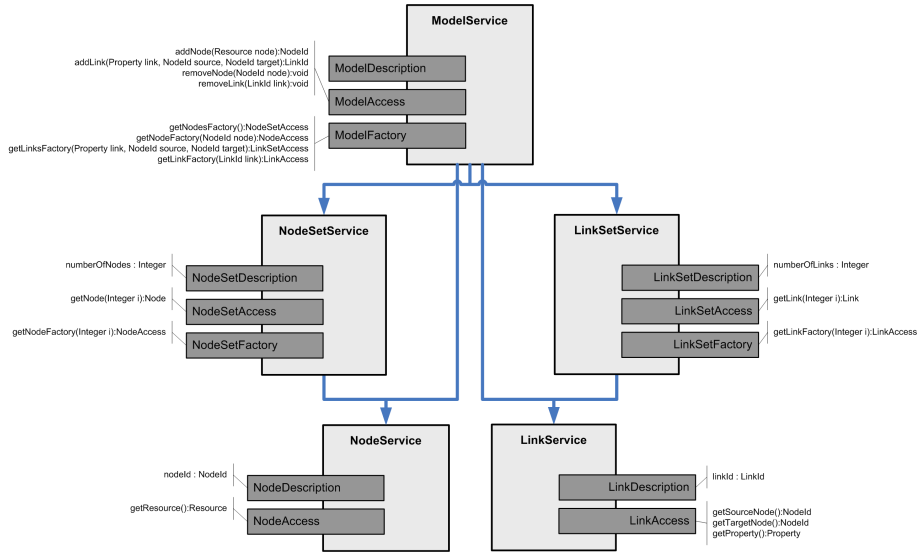 ModelService
addNode(Resource node):NodeId
addLink(Property link, NodeId source, NodeId target):LinkId
removeNode(NodeId node):void
removeLink(LinkId link):void
ModelDescription
ModelAccess
ModelFactory
getNodesFactory():NodeSetAccess
getNodeFactory(NodeId node):NodeAccess
getLinksFactory(Property link, NodeId source, NodeId target):LinkSetAccess
getLinkFactory(LinkId link):LinkAccess
NodeSetService
numberOfNodes : Integer
NodeSetDescription
getNode(Integer i):Node
NodeSetAccess
getNodeFactory(Integer i):NodeAccess
NodeSetFactory
LinkSetService
LinkSetDescription
numberOfLinks : Integer
LinkSetAccess
getLink(Integer i):Link
LinkSetFactory
getLinkFactory(Integer i):LinkAccess
NodeService
nodeId : NodeId
NodeDescription
getResource():Resource
NodeAccess
LinkService
LinkDescription
linkId : LinkId
LinkAccess
getSourceNode():NodeId
getTargetNode():NodeId
getProperty():Property